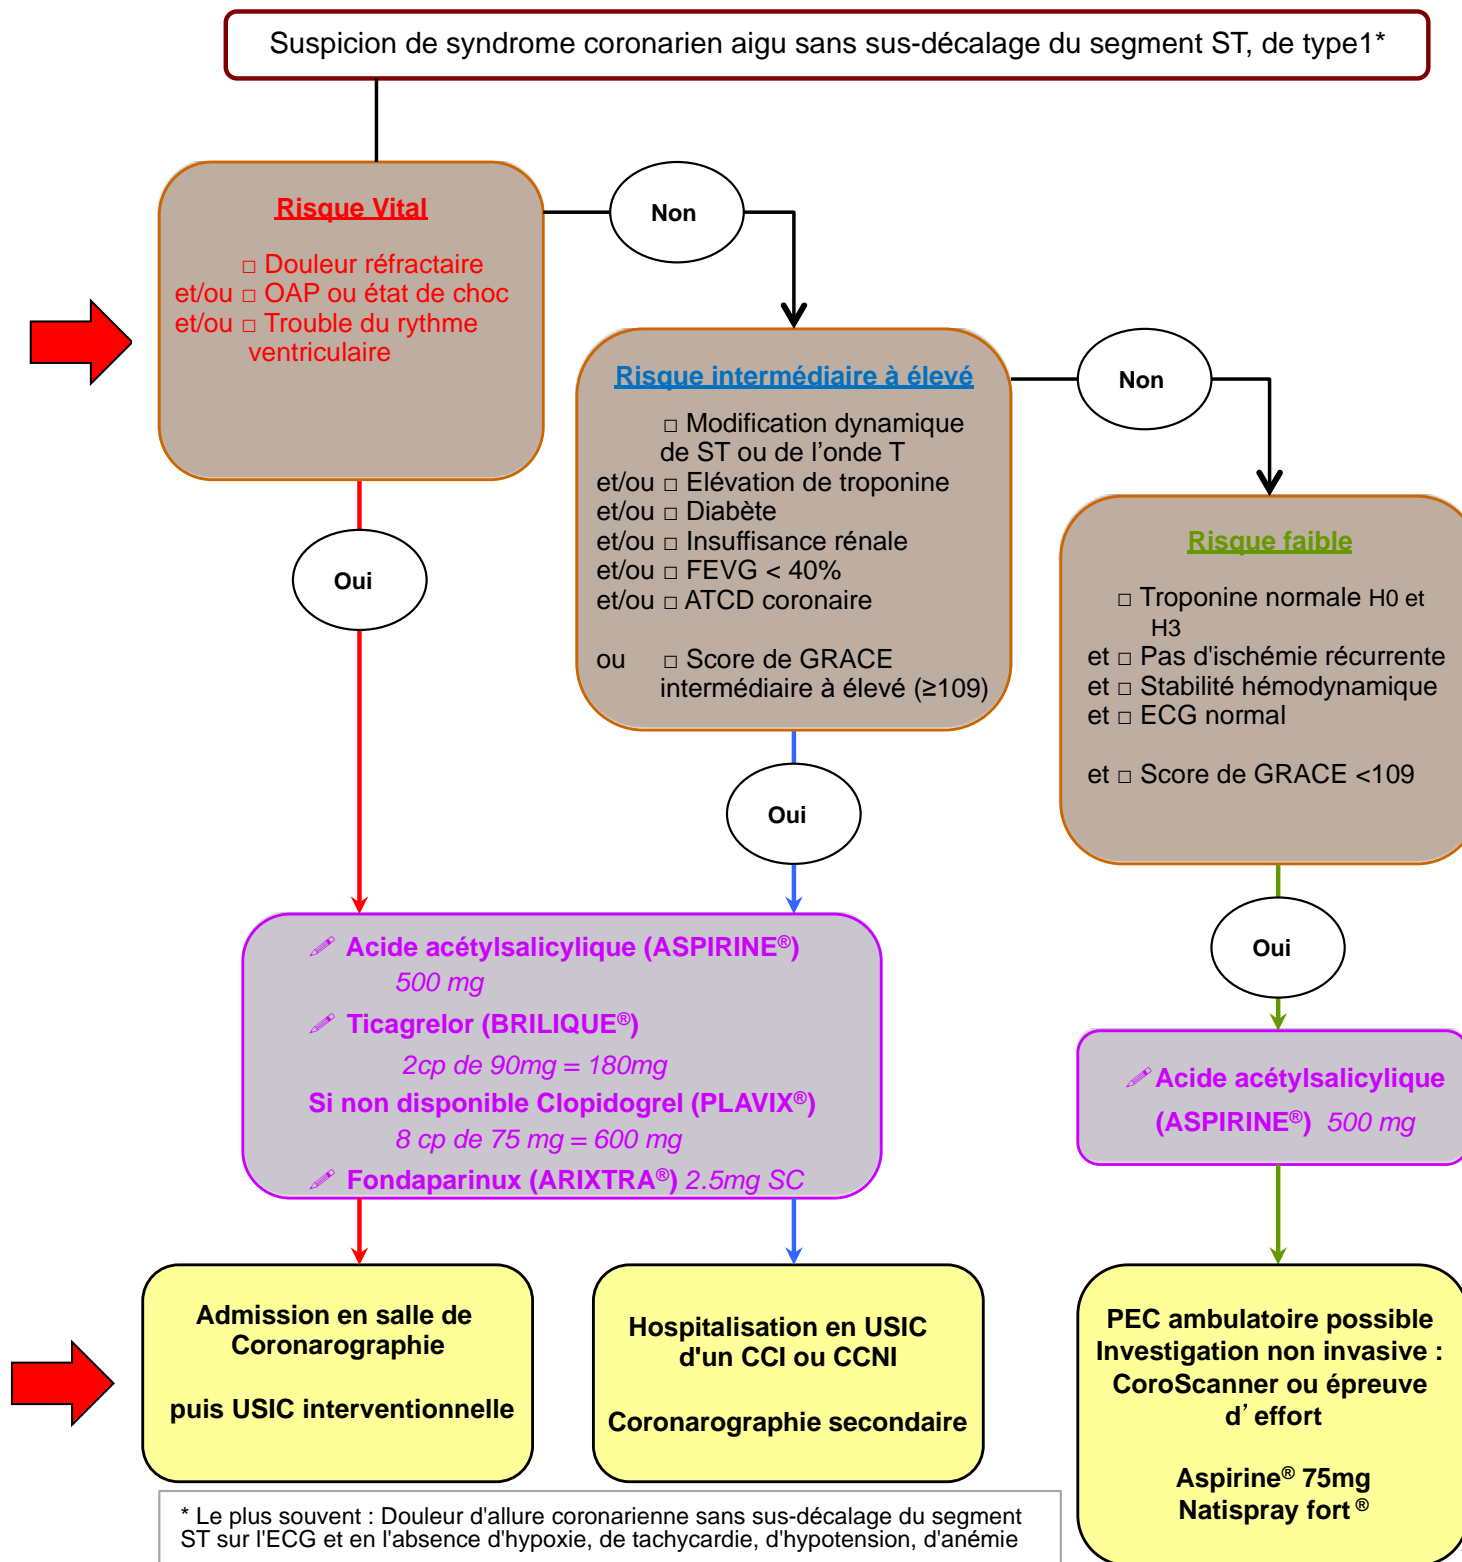 Suspicion de syndrome coronarien aigu sans sus-décalage du segment ST, de type1*
Risque Vital
□ Douleur réfractaire
et/ou □ OAP ou état de choc
et/ou □ Trouble du rythme
ventriculaire
Non
Risque intermédiaire à élevé
□ Modification dynamique
de ST ou de l’onde T
et/ou □ Elévation de troponine
et/ou □ Diabète
et/ou □ Insuffisance rénale
et/ou □ FEVG < 40%
et/ou □ ATCD coronaire
ou □ Score de GRACE
intermédiaire à élevé (≥109)
Non
Risque faible
□ Troponine normale H0 et
H3
et □ Pas d'ischémie récurrente
et □ Stabilité hémodynamique
et □ ECG normal
et □ Score de GRACE <109
Oui
Oui
Oui
Acide acétylsalicylique (ASPIRINE®)
500 mg
Ticagrelor (BRILIQUE®)
2cp de 90mg = 180mg
Si non disponible Clopidogrel (PLAVIX®)
8 cp de 75 mg = 600 mg
Fondaparinux (ARIXTRA®) 2.5mg SC
Acide acétylsalicylique
(ASPIRINE®) 500 mg
Admission en salle de
Coronarographie
puis USIC interventionnelle
Hospitalisation en USIC
d'un CCI ou CCNI
Coronarographie secondaire
PEC ambulatoire possible
Investigation non invasive :
CoroScanner ou épreuve
d’ effort
Aspirine® 75mg
Natispray fort ®
* Le plus souvent : Douleur d'allure coronarienne sans sus-décalage du segment
ST sur l'ECG et en l'absence d'hypoxie, de tachycardie, d'hypotension, d'anémie